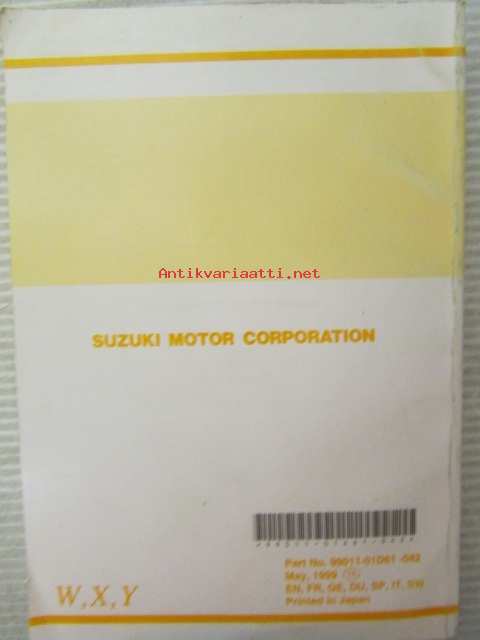 Antikvariaatti.net
SUZUKI MOTOR CORPORATION
Part No. 99011-01D61-
May, 1999
EN, FR, GE, DU, SP, IT, SW
Printed in Japan
W, X, Y